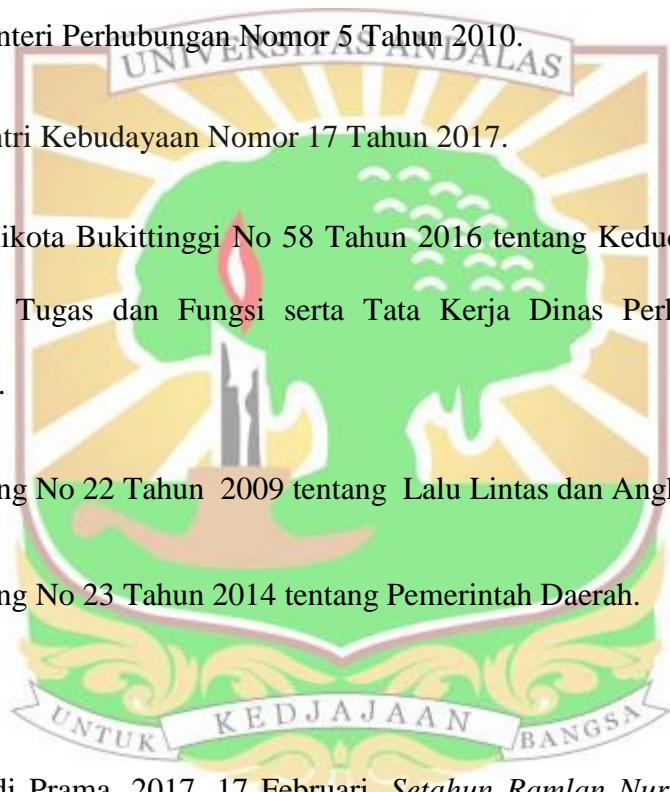 nteri Perhubungan Nomor 5 Tahun 2010.
UNIVERSITAS ANDALAS
ntri Kebudayaan Nomor 17 Tahun 2017.
ikota Bukittinggi No 58 Tahun 2016 tentang Kedu
Tugas dan Fungsi serta Tata Kerja Dinas Per
.
ng No 22 Tahun 2009 tentang Lalu Lintas dan Ang
ng No 23 Tahun 2014 tentang Pemerintah Daerah.
UNTUK KEDJAJAAN BANGSA
di Prama, 2017, 17 Februari, Setahun Ramlan Nur